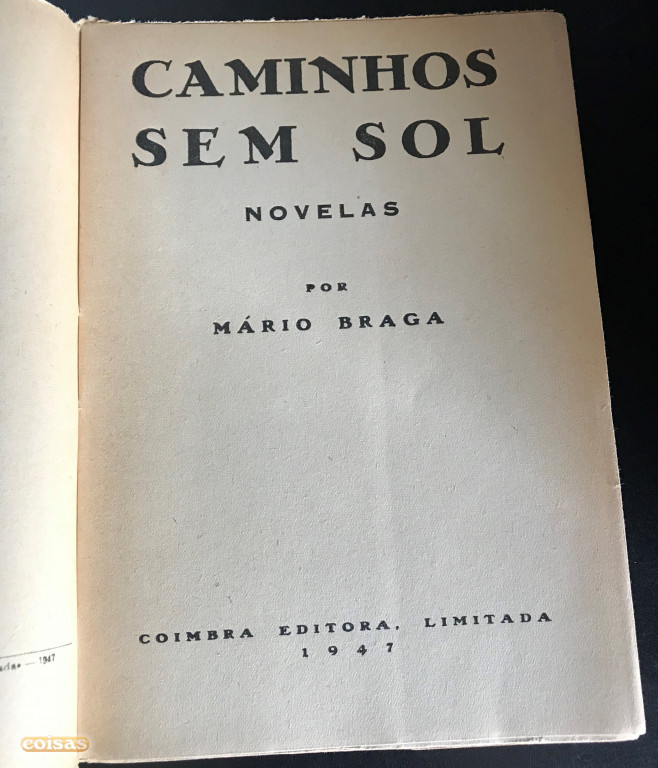 CAMINHOS
SEM SOL
NOVELAS
POR
MÁRIO BRAGA
COIMBRA EDITORA, LIMITADA
1947
— 1947
coisas